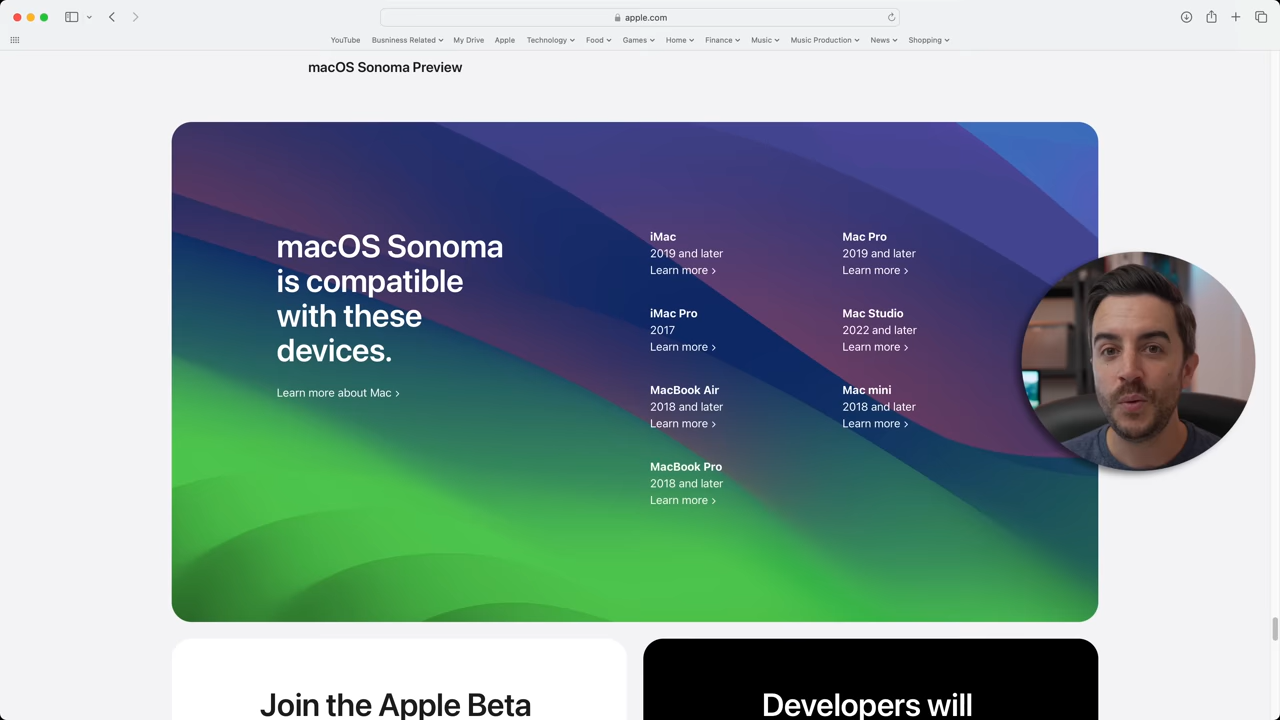 apple.com
YouTube
Busniness Related
My Drive
Apple
Technology
Food
Games
Home
Finance
Music
Music Production
News
Shopping
macOS Sonoma Preview
macOS Sonoma
is compatible
with these
devices.
Learn more about Mac >
iMac
2019 and later
Learn more >
iMac Pro
2017
Learn more >
MacBook Air
2018 and later
Learn more >
MacBook Pro
2018 and later
Learn more >
Mac Pro
2019 and later
Learn more >
Mac Studio
2022 and later
Learn more >
Mac mini
2018 and later
Learn more >
Join the Apple Beta
Developers will